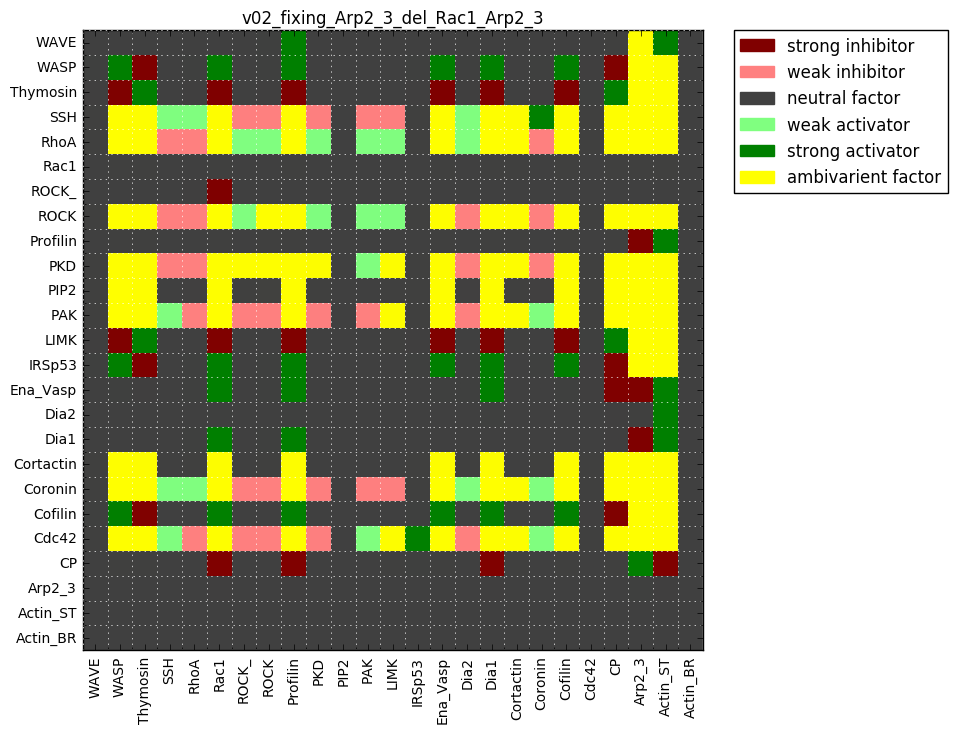 v02_fixing_Arp2_3_del_Rac1_Arp2_3
WAVE
WASP
Thymosin
SSH
RhoA
Rac1
ROCK_
ROCK
Profilin
PKD
PIP2
PAK
LIMK
IRSp53
Ena_Vasp
Dia2
Dia1
Cortactin
Coronin
Cofilin
Cdc42
CP
Arp2_3
Actin_ST
Actin_BR
WAVE
WASP
Thymosin
SSH
RhoA
Rac1
ROCK_
ROCK
Profilin
PKD
PIP2
PAK
LIMK
IRSp53
Ena_Vasp
Dia2
Dia1
Cortactin
Coronin
Cofilin
Cdc42
CP
Arp2_3
Actin_ST
Actin_BR
strong inhibitor
weak inhibitor
neutral factor
weak activator
strong activator
ambivarient factor